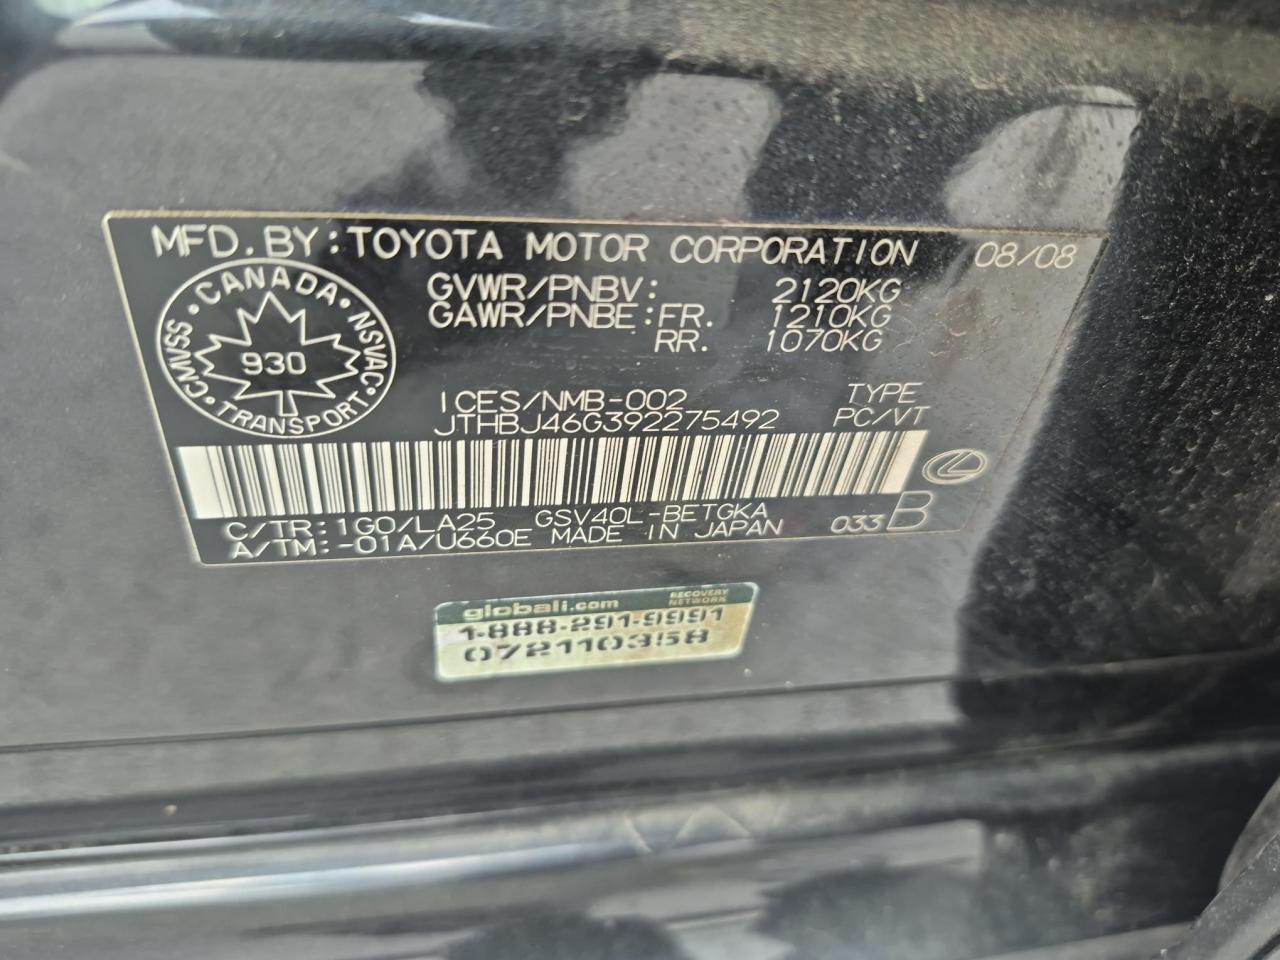 MFD. BY: TOYOTA MOTOR CORPORATION 08/08
GVWR/PNBV: 2120KG
GAWR/PNBE: FR. 1210KG
RR. 1070KG
CANADA
CMVSS · NSVAC
930
TRANSPORT
ICES/NMB-002 TYPE
JTHBJ46G392275492 PC/VT
C/TR: 1G0/LA25 GSV40L-BETGKA
A/TM: -01A/U660E MADE IN JAPAN 033 B
globali.com RECOVERY NETWORK
1-888-291-9991
072110358